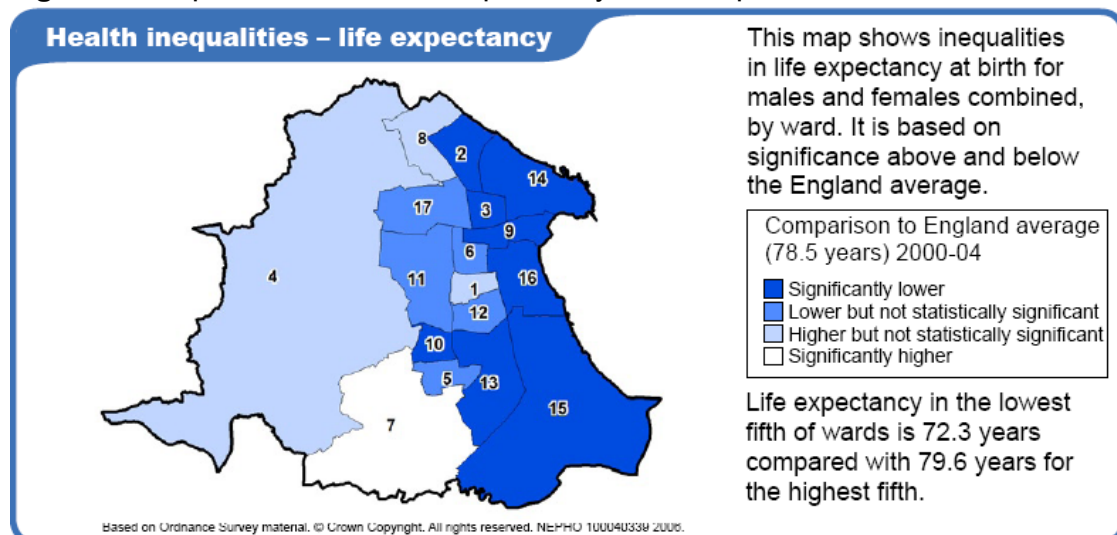 Health inequalities – life expectancy
This map shows inequalities
in life expectancy at birth for
males and females combined,
by ward. It is based on
significance above and below
the England average.
Comparison to England average
(78.5 years) 2000-04
Significantly lower
Lower but not statistically significant
Higher but not statistically significant
Significantly higher
Life expectancy in the lowest
fifth of wards is 72.3 years
compared with 79.6 years for
the highest fifth.
8
2
14
17
3
9
6
4
11
1
16
12
10
5
13
7
15
Based on Ordnance Survey material. © Crown Copyright. All rights reserved. NEPHO 100040339 2006.